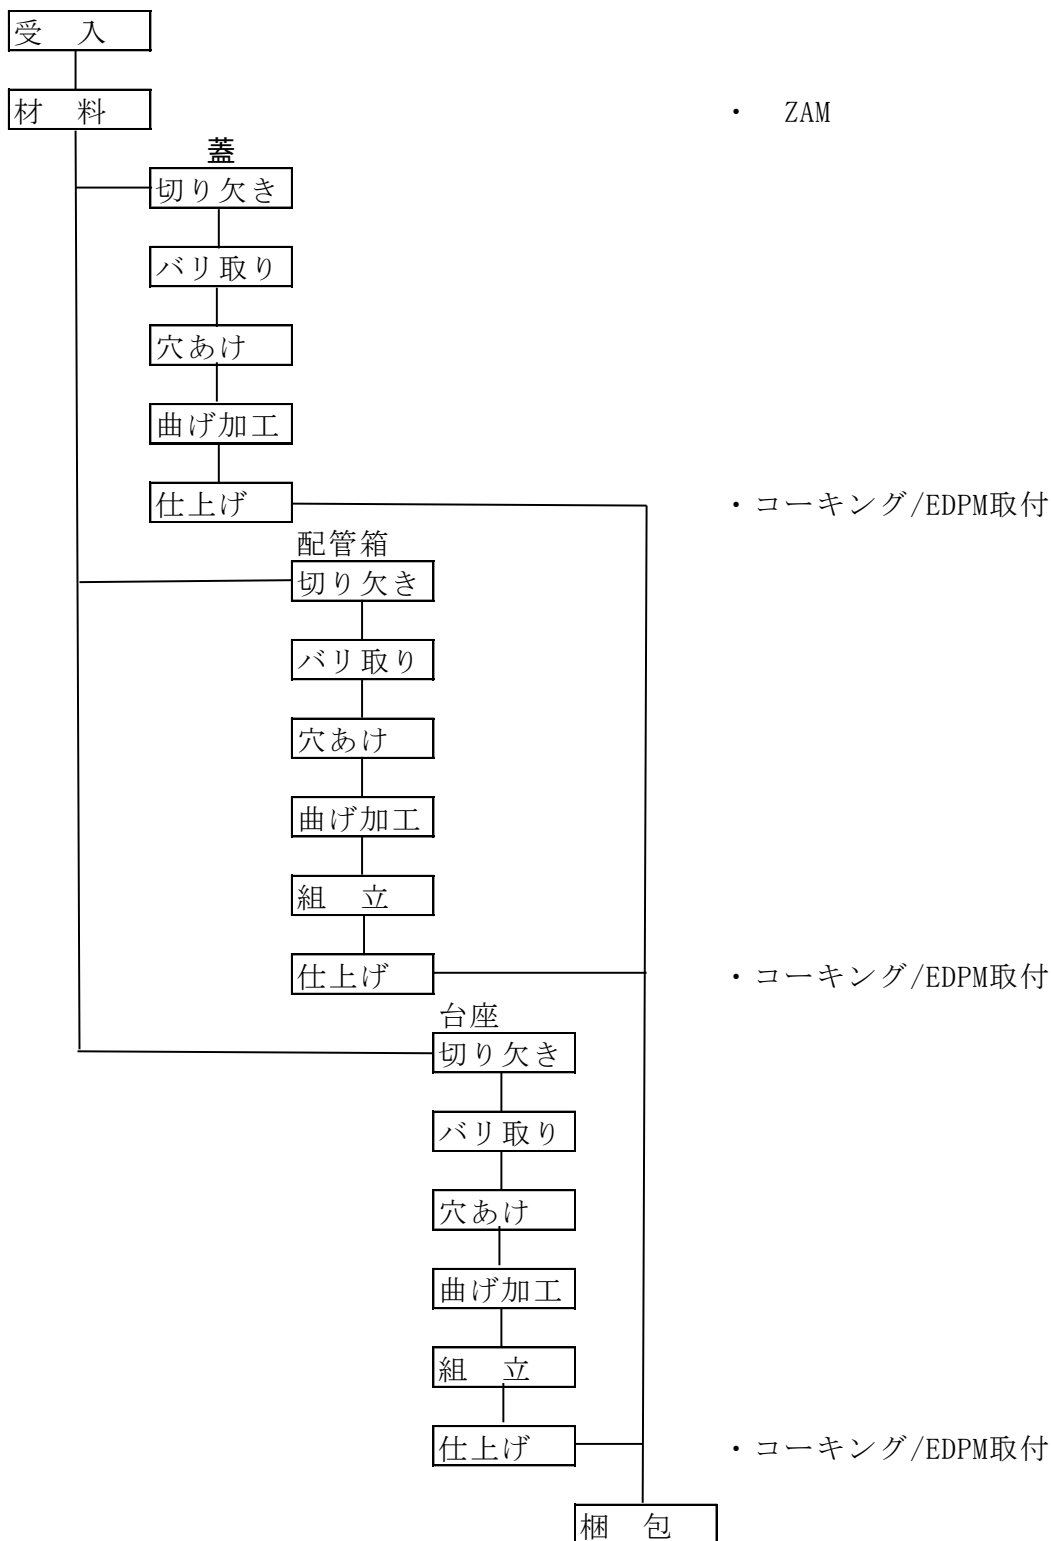 受　入
材　料
・　ZAM
蓋
切り欠き
バリ取り
穴あけ
曲げ加工
仕上げ
・コーキング/EDPM取付
配管箱
切り欠き
バリ取り
穴あけ
曲げ加工
組　立
仕上げ
・コーキング/EDPM取付
台座
切り欠き
バリ取り
穴あけ
曲げ加工
組　立
仕上げ
・コーキング/EDPM取付
梱　包